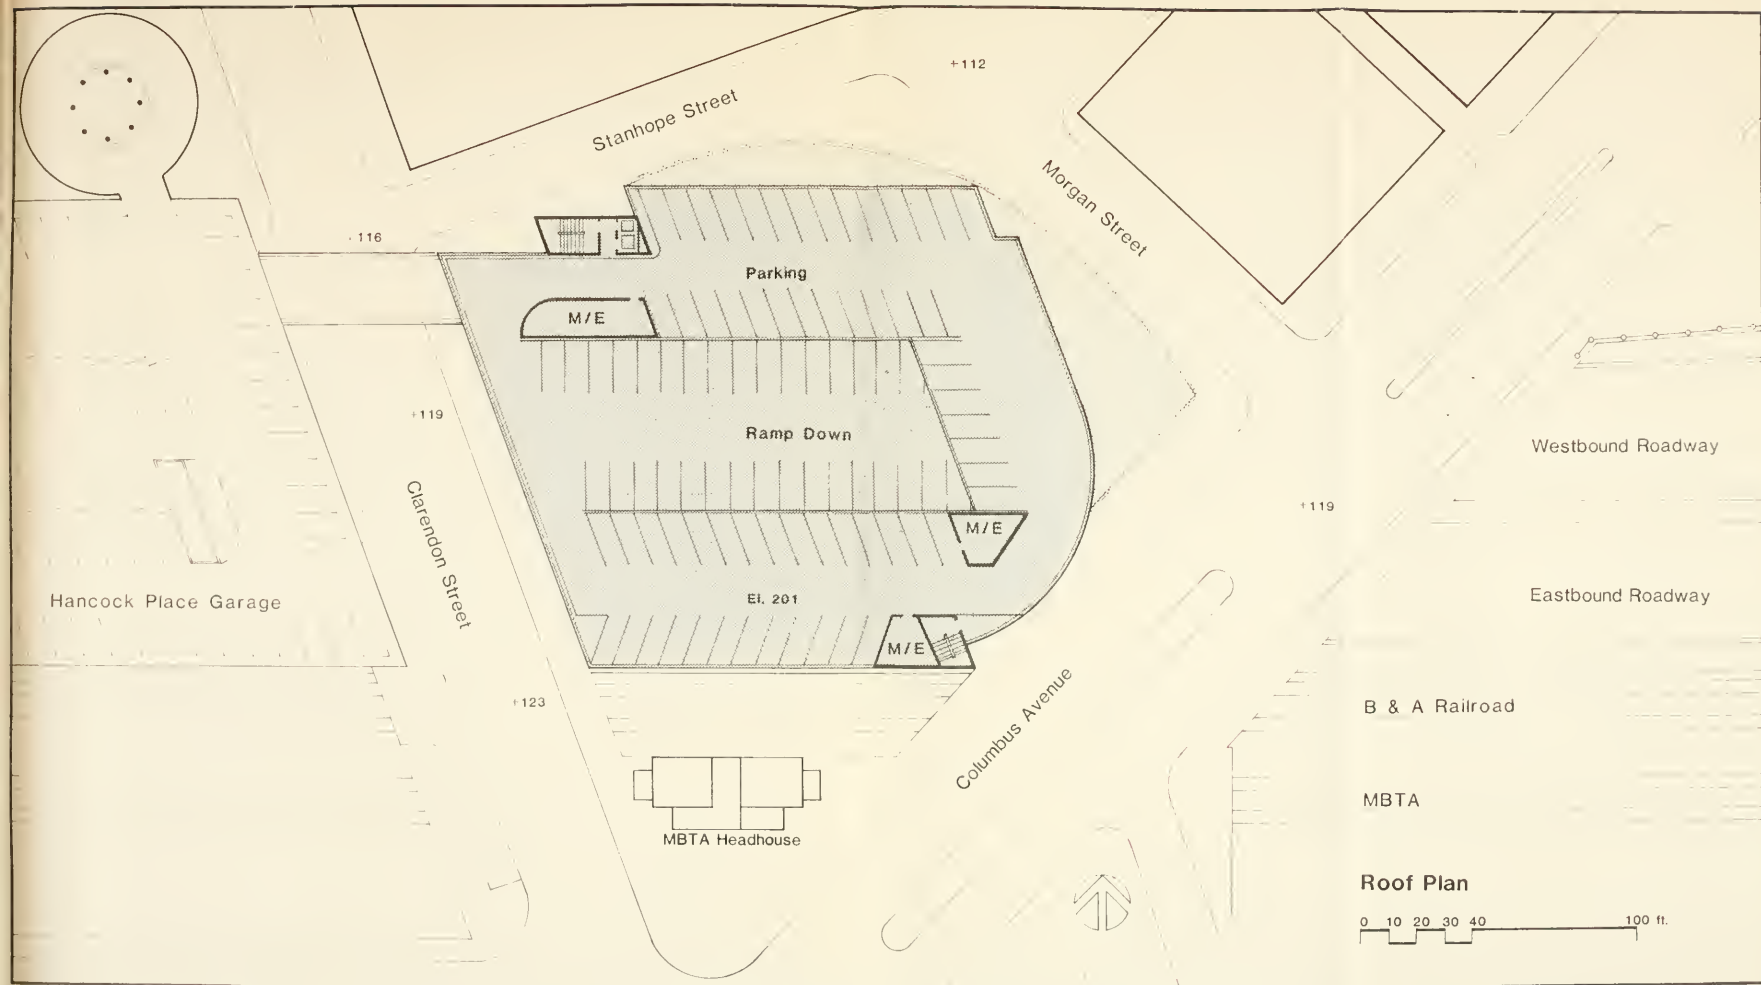 +112
Stanhope Street
Morgan Street
+116
Parking
M/E
+119
Ramp Down
Westbound Roadway
Clarendon Street
+119
M/E
Hancock Place Garage
El. 201
Eastbound Roadway
M/E
+123
Columbus Avenue
B & A Railroad
MBTA
MBTA Headhouse
Roof Plan
0 10 20 30 40 100 ft.